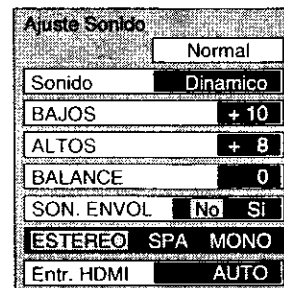 Ajuste Sonido
Normal
Sonido Dinamico
BAJOS + 10
ALTOS + 8
BALANCE 0
SON. ENVOL No Si
ESTEREO SPA MONO
Entr. HDMI AUTO